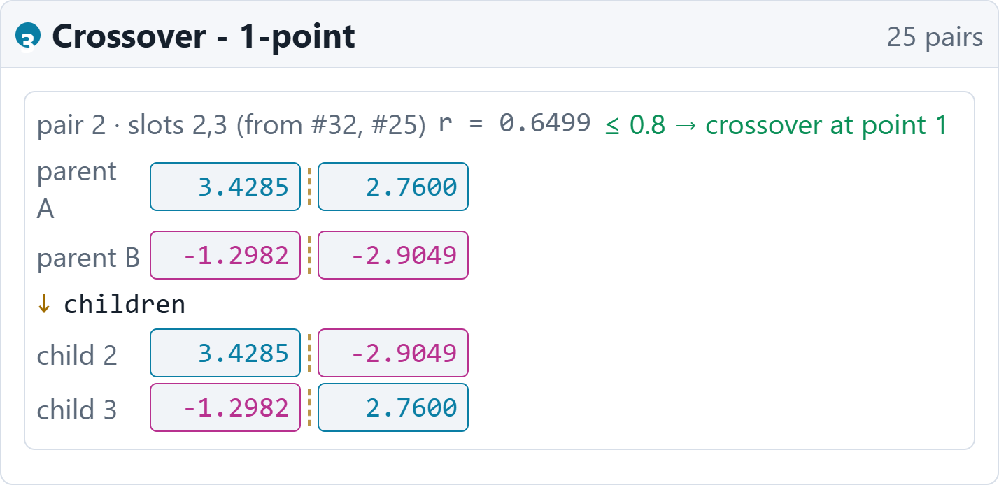 3 Crossover - 1-point 25 pairs
pair 2 · slots 2,3 (from #32, #25) r = 0.6499 ≤ 0.8 → crossover at point 1
parent A 3.4285 2.7600
parent B -1.2982 -2.9049
↓ children
child 2 3.4285 -2.9049
child 3 -1.2982 2.7600